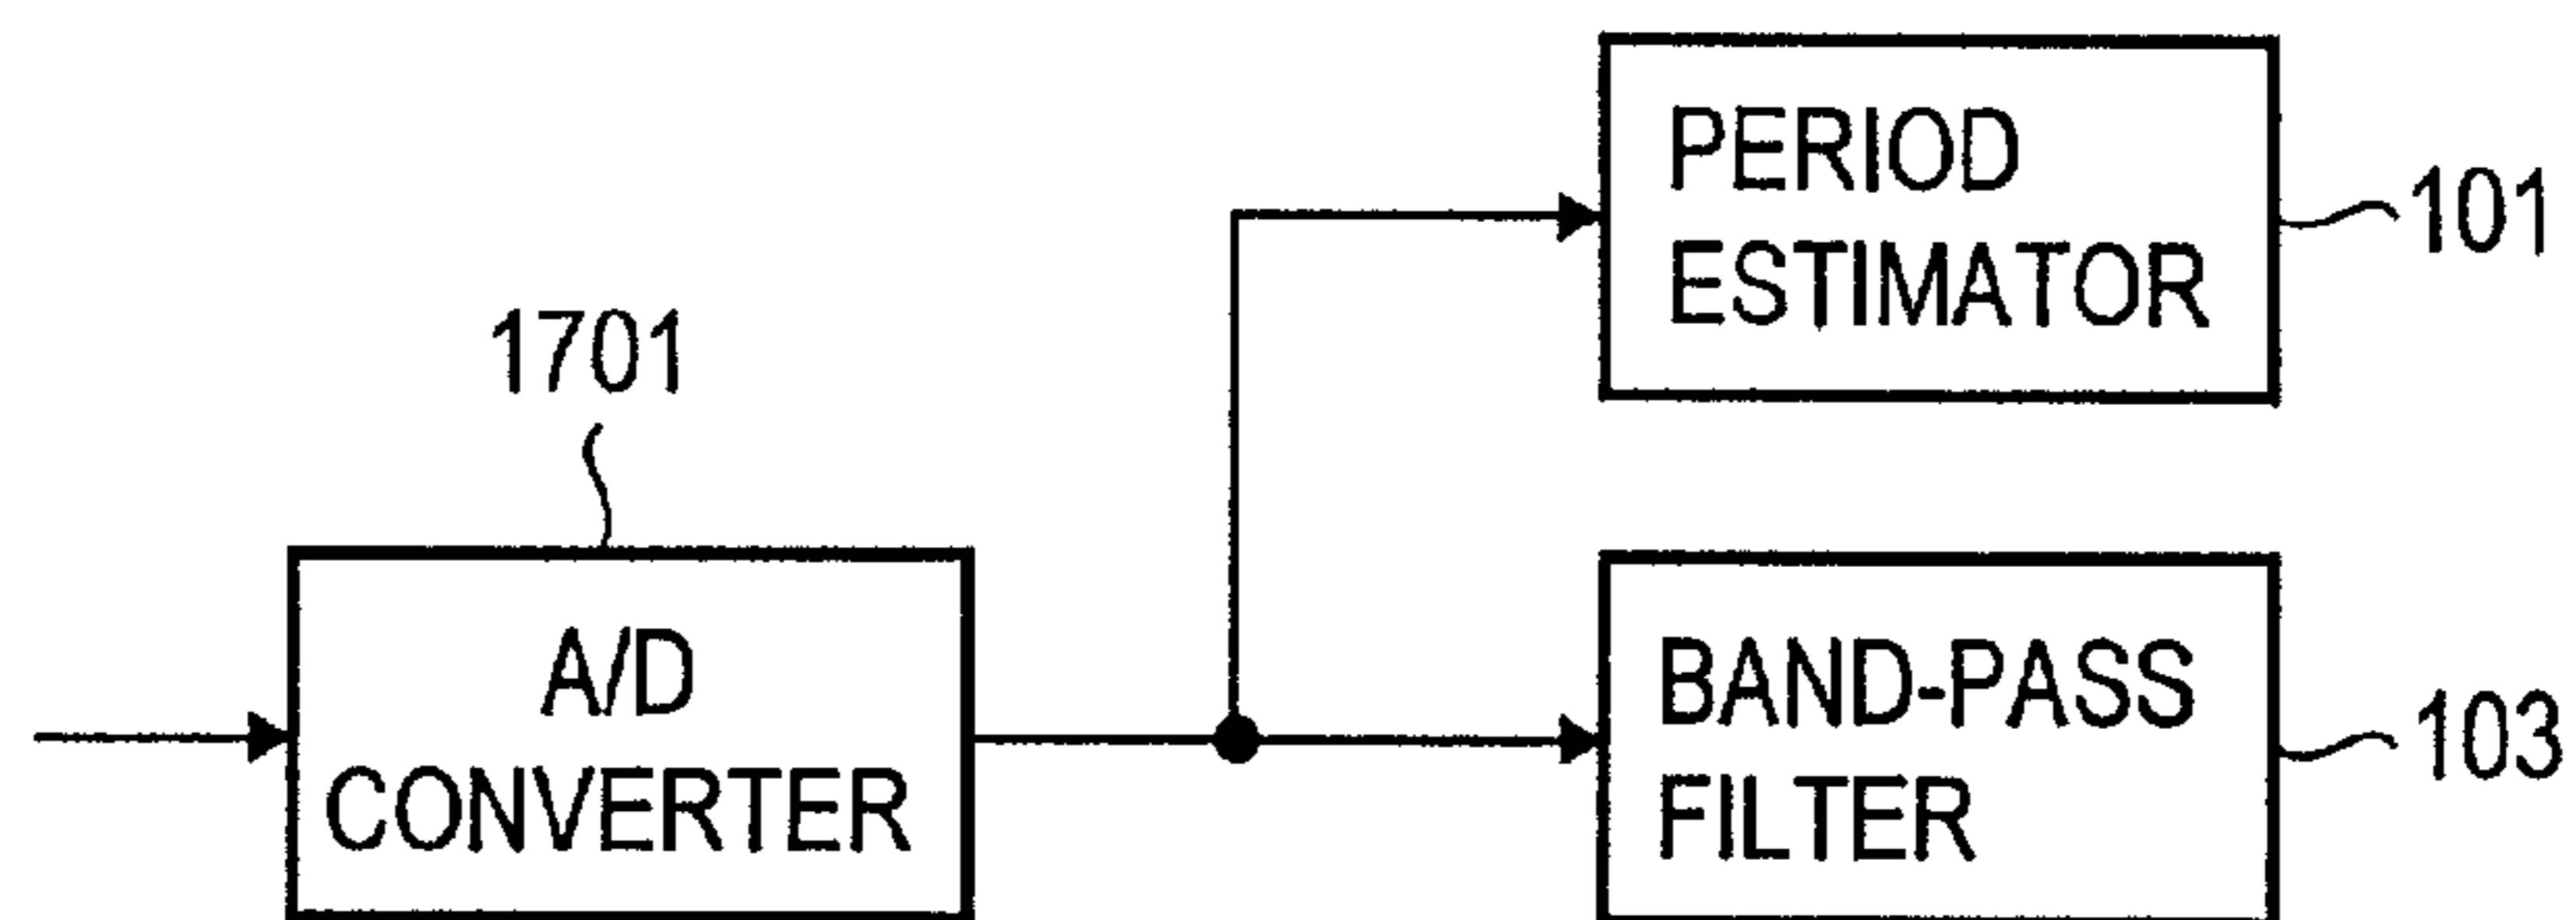 PERIOD
ESTIMATOR
101
1701
A/D
CONVERTER
BAND-PASS
FILTER
103